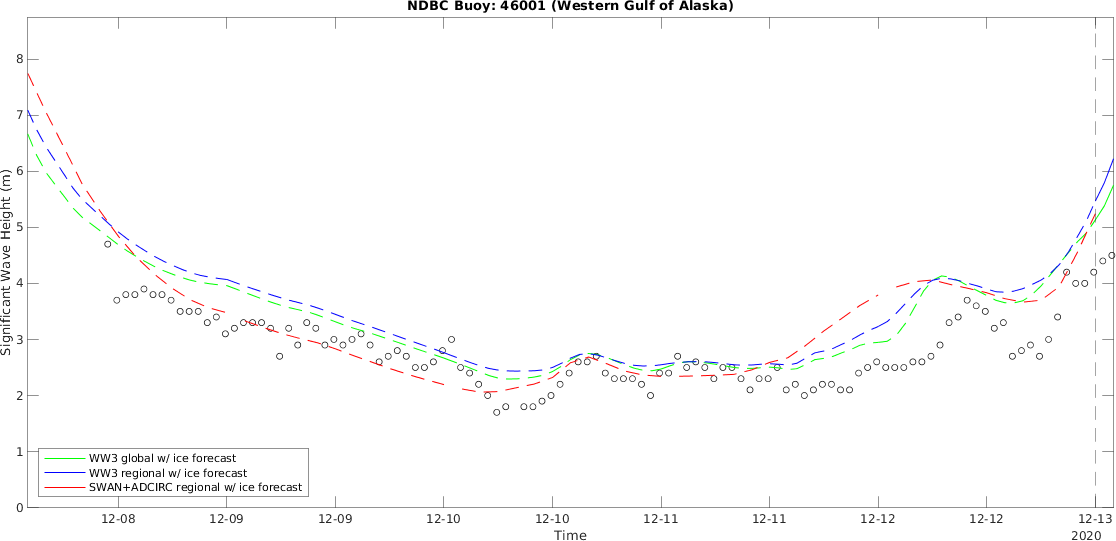 NDBC Buoy: 46001 (Western Gulf of Alaska)
Significant Wave Height (m)
8
7
6
5
4
3
2
1
0
WW3 global w/ ice forecast
WW3 regional w/ ice forecast
SWAN+ADCIRC regional w/ ice forecast
12-08 12-09 12-09 12-10 12-10 12-11 12-11 12-12 12-12 12-13
Time 2020